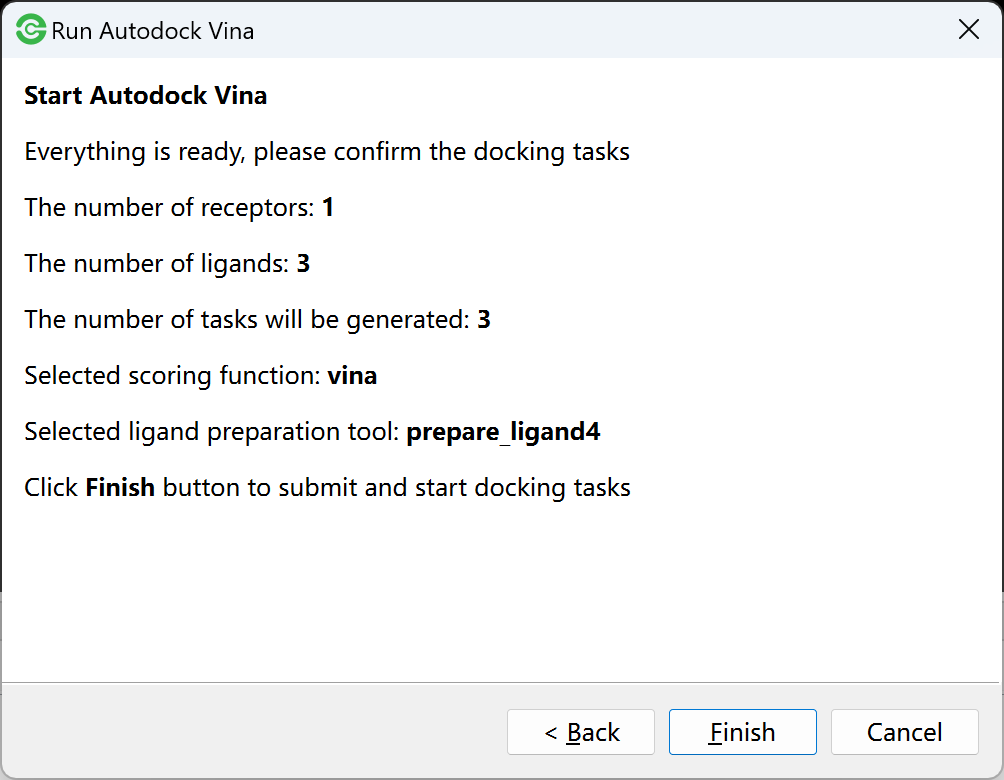 Run Autodock Vina
Start Autodock Vina
Everything is ready, please confirm the docking tasks
The number of receptors: 1
The number of ligands: 3
The number of tasks will be generated: 3
Selected scoring function: vina
Selected ligand preparation tool: prepare_ligand4
Click Finish button to submit and start docking tasks
< Back Finish Cancel